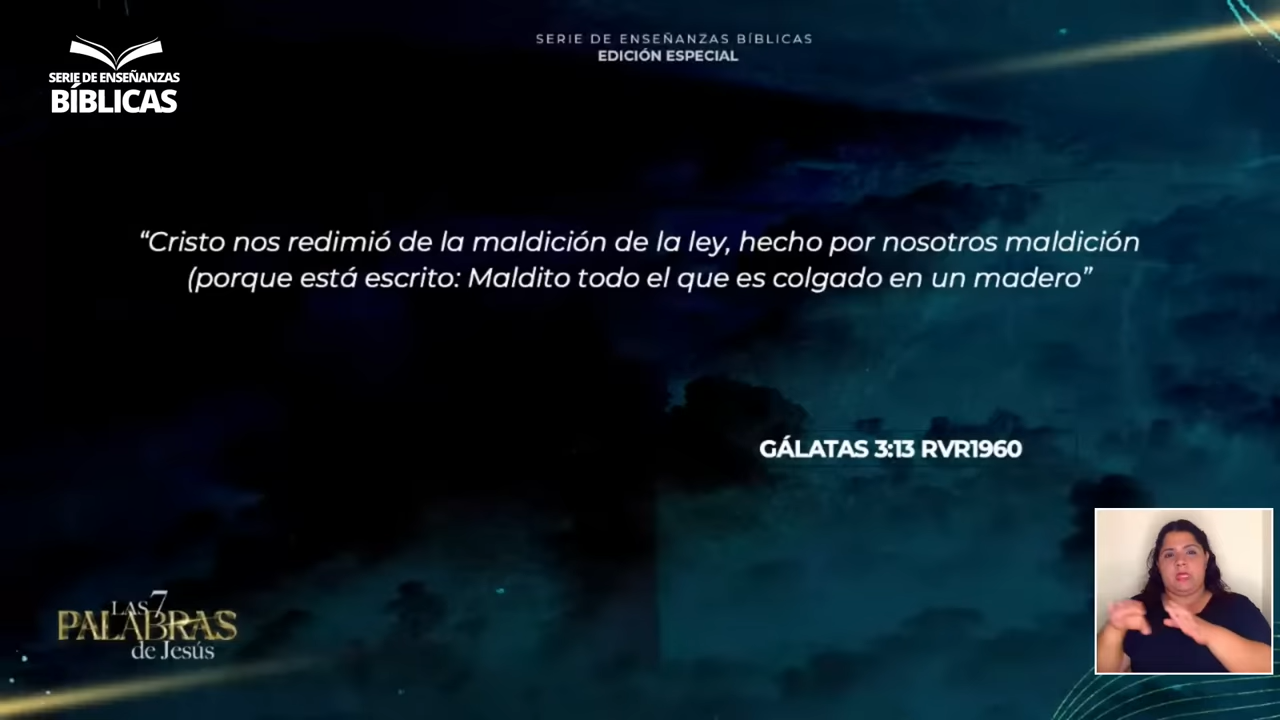 SERIE DE ENSEÑANZAS BÍBLICAS
EDICIÓN ESPECIAL
SERIE DE ENSEÑANZAS
BÍBLICAS
“Cristo nos redimió de la maldición de la ley, hecho por nosotros maldición
(porque está escrito: Maldito todo el que es colgado en un madero”
GÁLATAS 3:13 RVR1960
LAS 7
PALABRAS
de Jesús